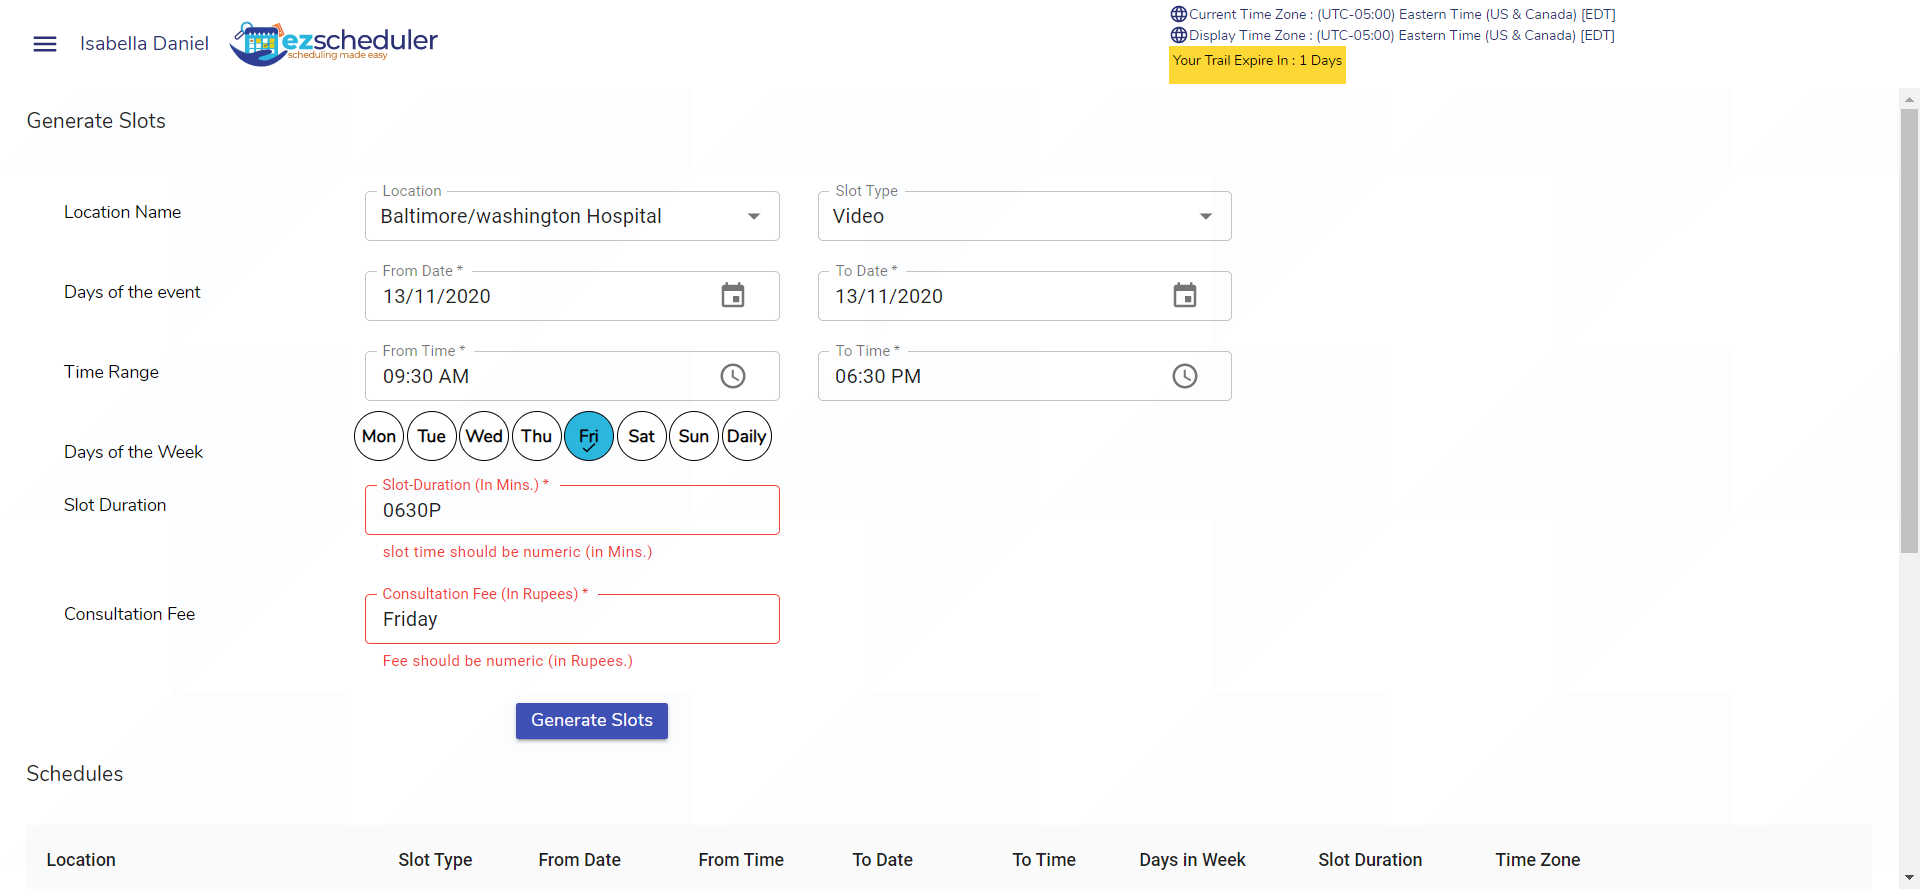 Isabella Daniel
ezscheduler
scheduling made easy
Current Time Zone : (UTC-05:00) Eastern Time (US & Canada) [EDT]
Display Time Zone : (UTC-05:00) Eastern Time (US & Canada) [EDT]
Your Trail Expire In : 1 Days
Generate Slots
Location Name
Location
Baltimore/washington Hospital
Slot Type
Video
Days of the event
From Date *
13/11/2020
To Date *
13/11/2020
Time Range
From Time *
09:30 AM
To Time *
06:30 PM
Days of the Week
Mon Tue Wed Thu Fri Sat Sun Daily
Slot Duration
Slot-Duration (In Mins.) *
0630P
slot time should be numeric (in Mins.)
Consultation Fee
Consultation Fee (In Rupees) *
Friday
Fee should be numeric (in Rupees.)
Generate Slots
Schedules
Location Slot Type From Date From Time To Date To Time Days in Week Slot Duration Time Zone